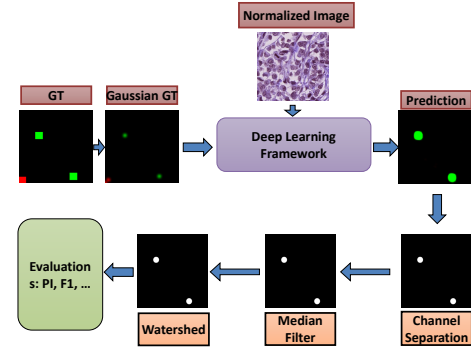 Normalized Image
GT
Gaussian GT
Prediction
Deep Learning
Framework
Evaluation
s: PI, F1, ...
Watershed
Median
Filter
Channel
Separation